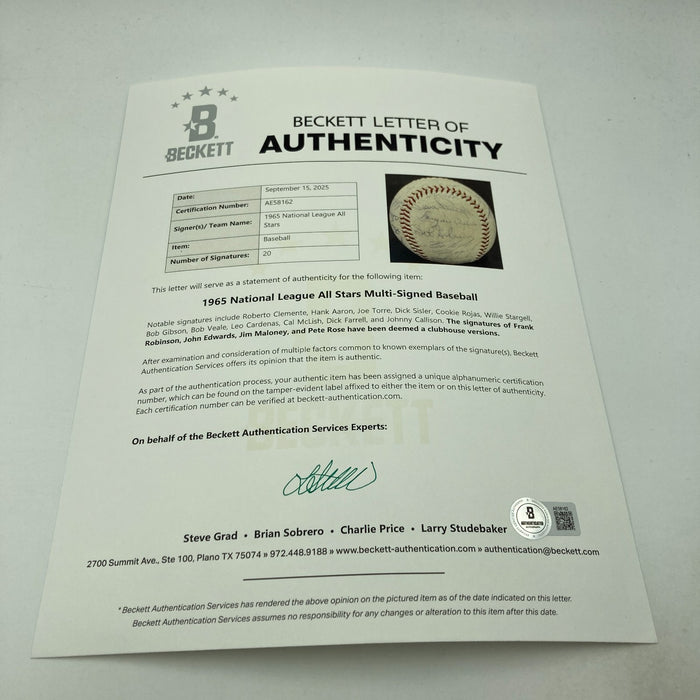 B
BECKETT
BECKETT LETTER OF
AUTHENTICITY
Date: September 15, 2025
Certification Number: AE58162
Signer(s)/ Team Name: 1965 National League All Stars
Item: Baseball
Number of Signatures: 20
This letter will serve as a statement of authenticity for the following item:
1965 National League All Stars Multi-Signed Baseball
Notable signatures include Roberto Clemente, Hank Aaron, Joe Torre, Dick Sisler, Cookie Rojas, Willie Stargell,
Bob Gibson, Bob Veale, Leo Cardenas, Cal McLish, Dick Farrell, and Johnny Callison. The signatures of Frank
Robinson, John Edwards, Jim Maloney, and Pete Rose have been deemed a clubhouse versions.
After examination and consideration of multiple factors common to known exemplars of the signature(s), Beckett
Authentication Services offers its opinion that the item is authentic.
As part of the authentication process, your authentic item has been assigned a unique alphanumeric certification
number, which can be found on the tamper-evident label affixed to either the item or on this letter of authenticity.
Each certification number can be verified at beckett-authentication.com.
On behalf of the Beckett Authentication Services Experts:
Steve Grad • Brian Sobrero • Charlie Price • Larry Studebaker
B
AUTHENTICATED
AE58162
2700 Summit Ave., Ste 100, Plano TX 75074 » 972.448.9188 » www.beckett-authentication.com » authentication@beckett.com
*Beckett Authentication Services has rendered the above opinion on the pictured item as of the date indicated on this letter.
Beckett Authentication Services assumes no responsibility for any changes or alteration to this item after this date.